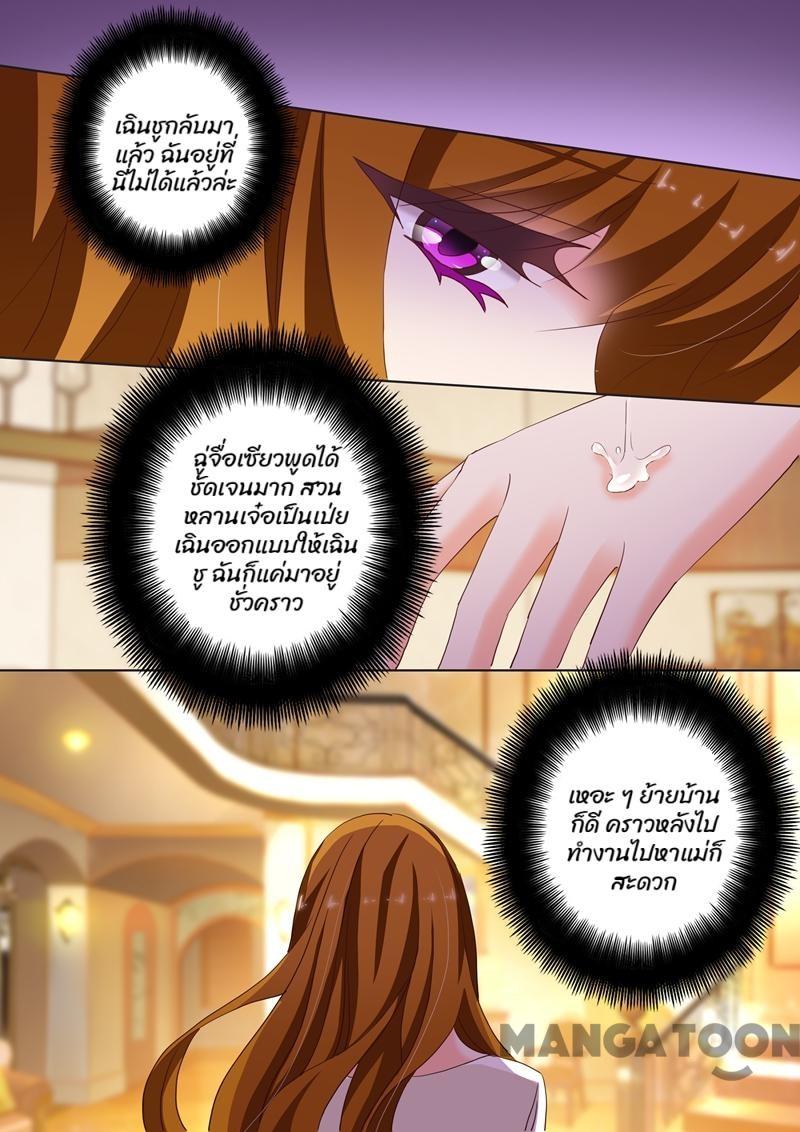 เฉินชูกลับมา
แล้ว ฉันอยู่ที่
นี่ไม่ได้แล้วล่ะ
ฉู่จื่อเซียวพูดได้
ชัดเจนมาก สวน
หลานเจ๋อเป็นเป่ย
เฉินออกแบบให้เฉิน
ชู ฉันก็แค่มาอยู่
ชั่วคราว
เหอะ ๆ ย้ายบ้าน
ก็ดี คราวหลังไป
ทำงานไปหาแม่ก็
สะดวก
MANGATOON